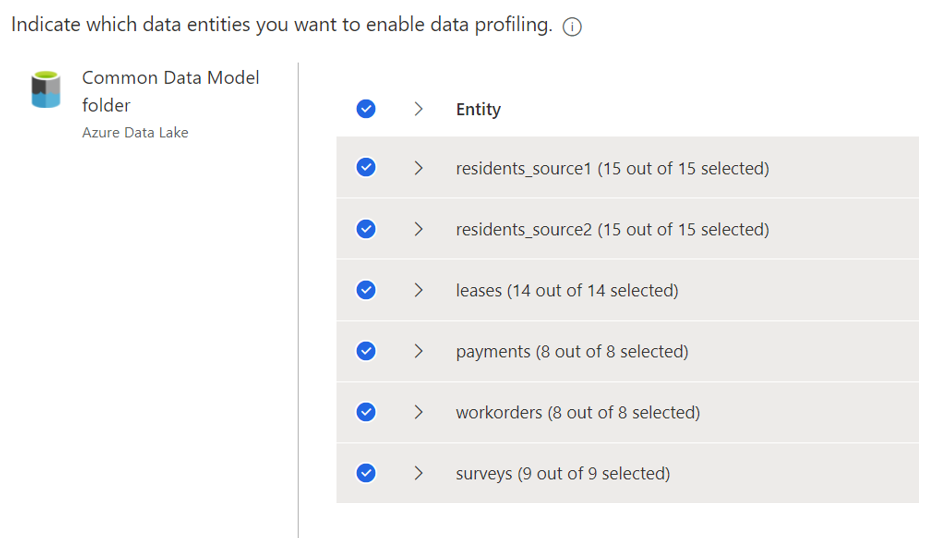 Indicate which data entities you want to enable data profiling.
Common Data Model
folder
Azure Data Lake
Entity
residents_source1 (15 out of 15 selected)
residents_source2 (15 out of 15 selected)
leases (14 out of 14 selected)
payments (8 out of 8 selected)
workorders (8 out of 8 selected)
surveys (9 out of 9 selected)